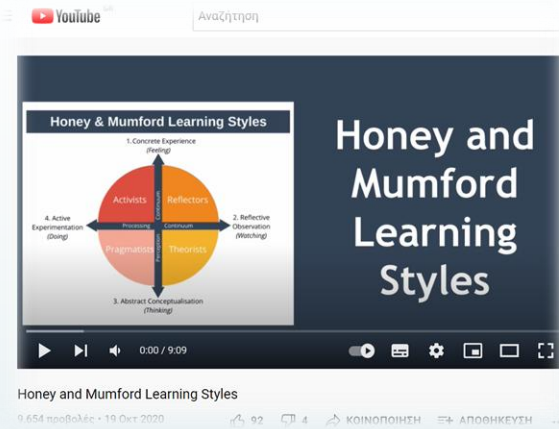 YouTube GR
Αναζήτηση
Honey & Mumford Learning Styles
1.Concrete Experience
(Feeling)
Activists
Reflectors
Continuum
4. Active
Experimentation
(Doing)
Processing
Continuum
2. Reflective
Observation
(Watching)
Pragmatists
Perception
Theorists
3. Abstract Conceptualisation
(Thinking)
Honey and
Mumford
Learning
Styles
0:00 / 9:09
Honey and Mumford Learning Styles
9.654 προβολές • 19 Οκτ 2020
92
4
ΚΟΙΝΟΠΟΙΗΣΗ
ΑΠΟΘΗΚΕΥΣΗ